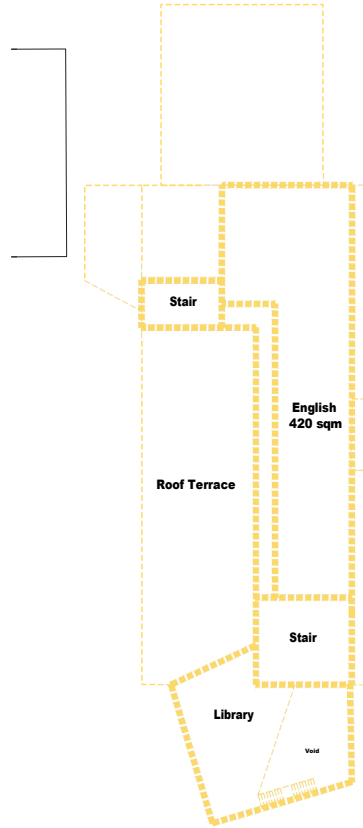 Stair
English
420 sqm
Roof Terrace
Stair
Library
Void